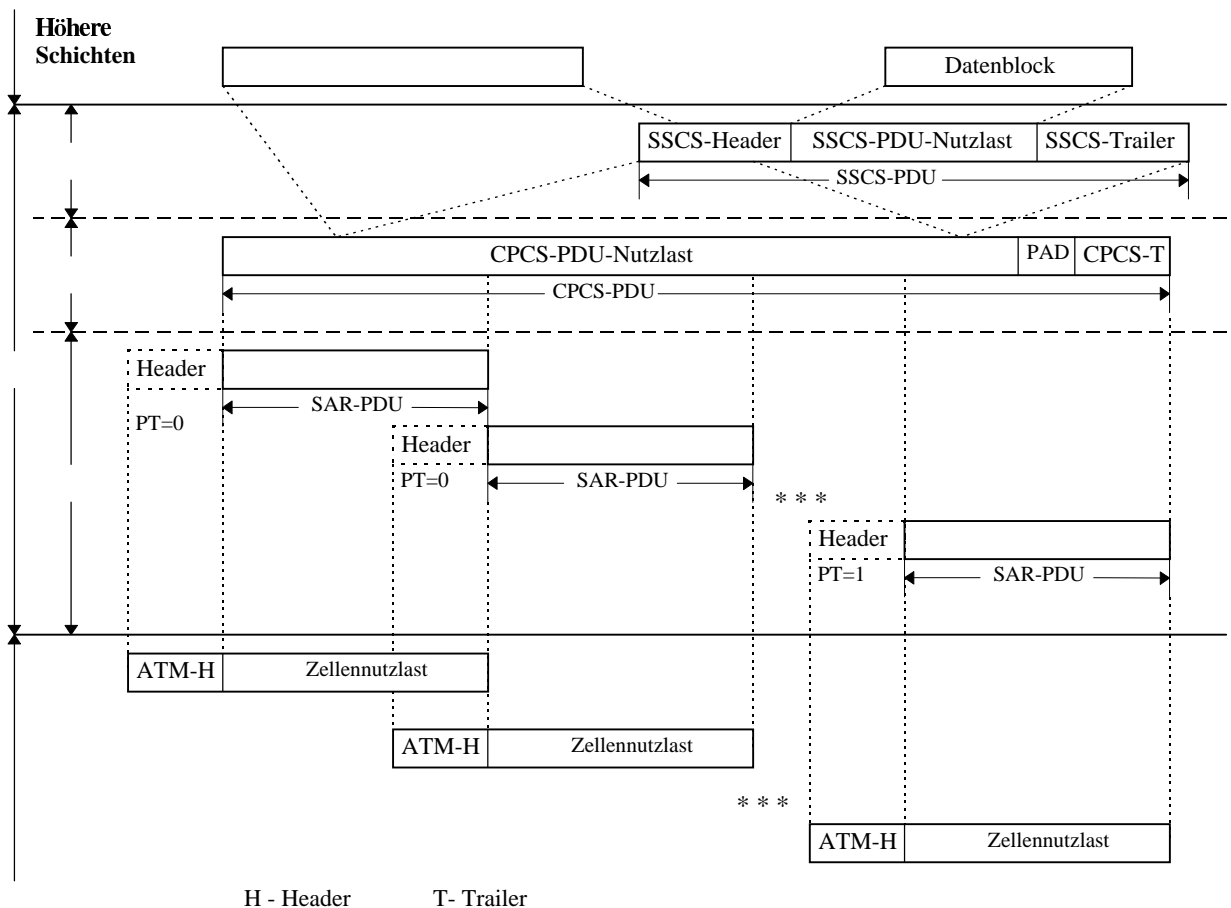 Höhere
Schichten
Datenblock
SSCS-Header SSCS-PDU-Nutzlast SSCS-Trailer
SSCS-PDU
CPCS-PDU-Nutzlast PAD CPCS-T
CPCS-PDU
Header
SAR-PDU
PT=0
Header
PT=0 SAR-PDU
* * *
Header
PT=1 SAR-PDU
ATM-H Zellennutzlast
ATM-H Zellennutzlast
* * *
ATM-H Zellennutzlast
H - Header T- Trailer